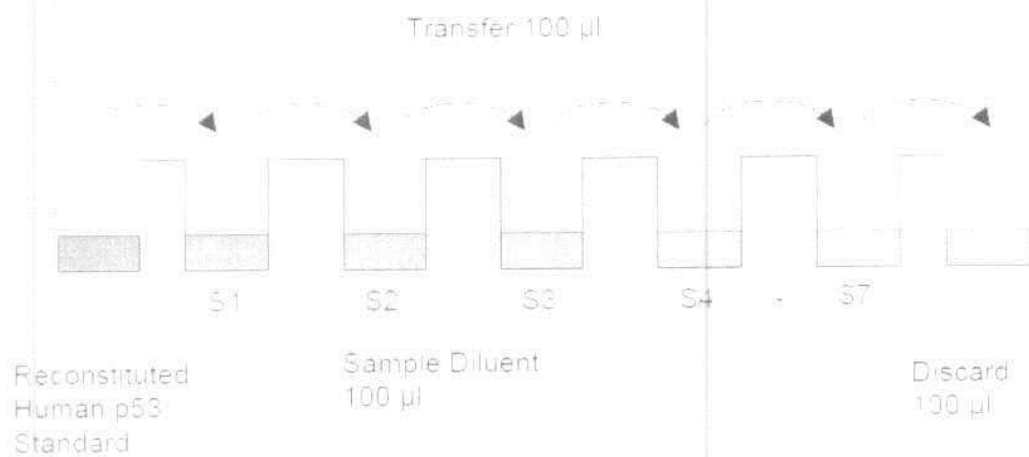 Transfer 100 µl
S1 S2 S3 S4 - S7
Reconstituted
Human p53
Standard
Sample Diluent
100 µl
Discard
100 µl